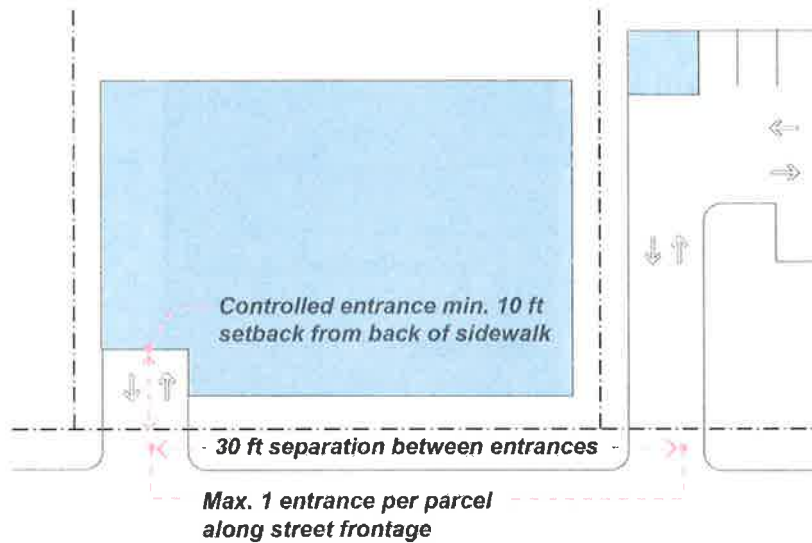 Controlled entrance min. 10 ft
setback from back of sidewalk
30 ft separation between entrances
Max. 1 entrance per parcel
along street frontage